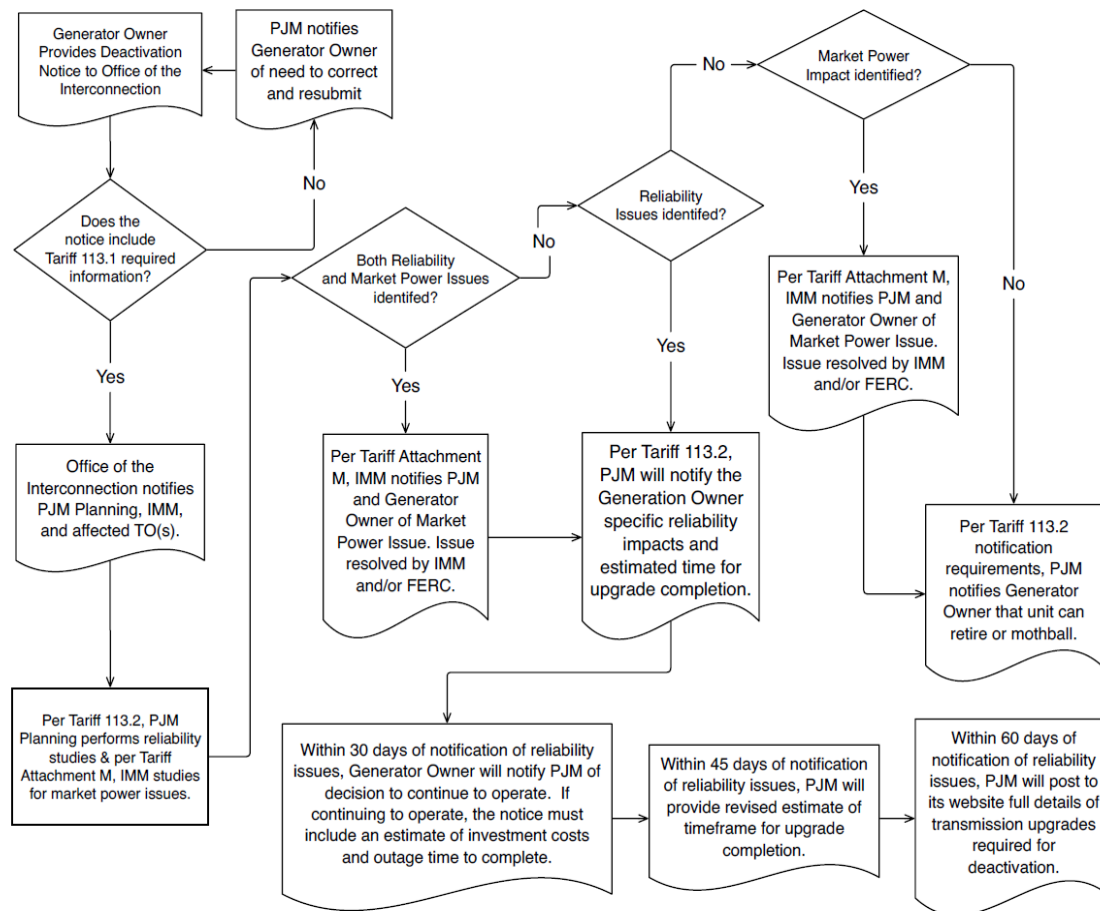 Generator Owner
Provides Deactivation
Notice to Office of the
Interconnection
PJM notifies
Generator Owner
of need to correct
and resubmit
No
Does the
notice include
Tariff 113.1 required
information?
Yes
Office of the
Interconnection notifies
PJM Planning, IMM,
and affected TO(s).
Per Tariff 113.2, PJM
Planning performs reliability
studies & per Tariff
Attachment M, IMM studies
for market power issues.
Both Reliability
and Market Power Issues
identifed?
No
Yes
Per Tariff Attachment
M, IMM notifies PJM
and Generator
Owner of Market
Power Issue. Issue
resolved by IMM
and/or FERC.
Reliability
Issues identifed?
No
Yes
Per Tariff 113.2,
PJM will notify the
Generation Owner
specific reliability
impacts and
estimated time for
upgrade completion.
Market Power
Impact identified?
Yes
No
Per Tariff Attachment M,
IMM notifies PJM and
Generator Owner of
Market Power Issue.
Issue resolved by IMM
and/or FERC.
Per Tariff 113.2
notification
requirements, PJM
notifies Generator
Owner that unit can
retire or mothball.
Within 30 days of notification of reliability
issues, Generator Owner will notify PJM of
decision to continue to operate. If
continuing to operate, the notice must
include an estimate of investment costs
and outage time to complete.
Within 45 days of notification
of reliability issues, PJM will
provide revised estimate of
timeframe for upgrade
completion.
Within 60 days of
notification of reliability
issues, PJM will post to
its website full details of
transmission upgrades
required for
deactivation.